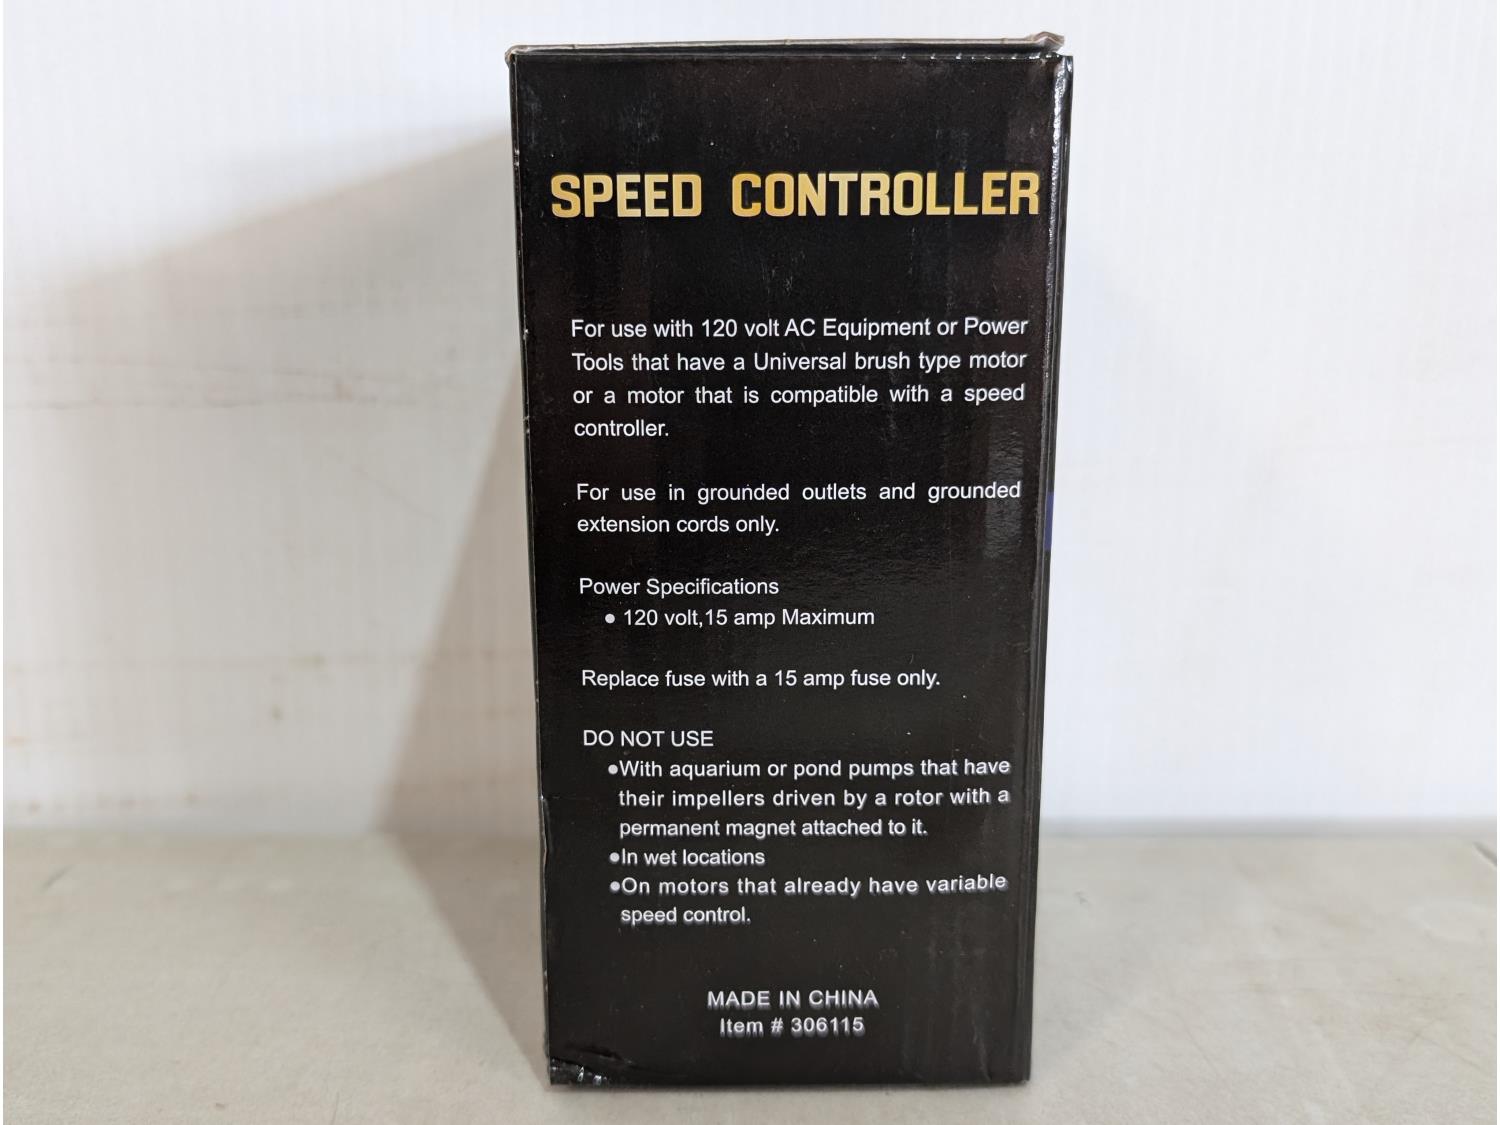 SPEED CONTROLLER
For use with 120 volt AC Equipment or Power
Tools that have a Universal brush type motor
or a motor that is compatible with a speed
controller.
For use in grounded outlets and grounded
extension cords only.
Power Specifications
● 120 volt,15 amp Maximum
Replace fuse with a 15 amp fuse only.
DO NOT USE
●With aquarium or pond pumps that have
their impellers driven by a rotor with a
permanent magnet attached to it.
●In wet locations
●On motors that already have variable
speed control.
MADE IN CHINA
Item # 306115